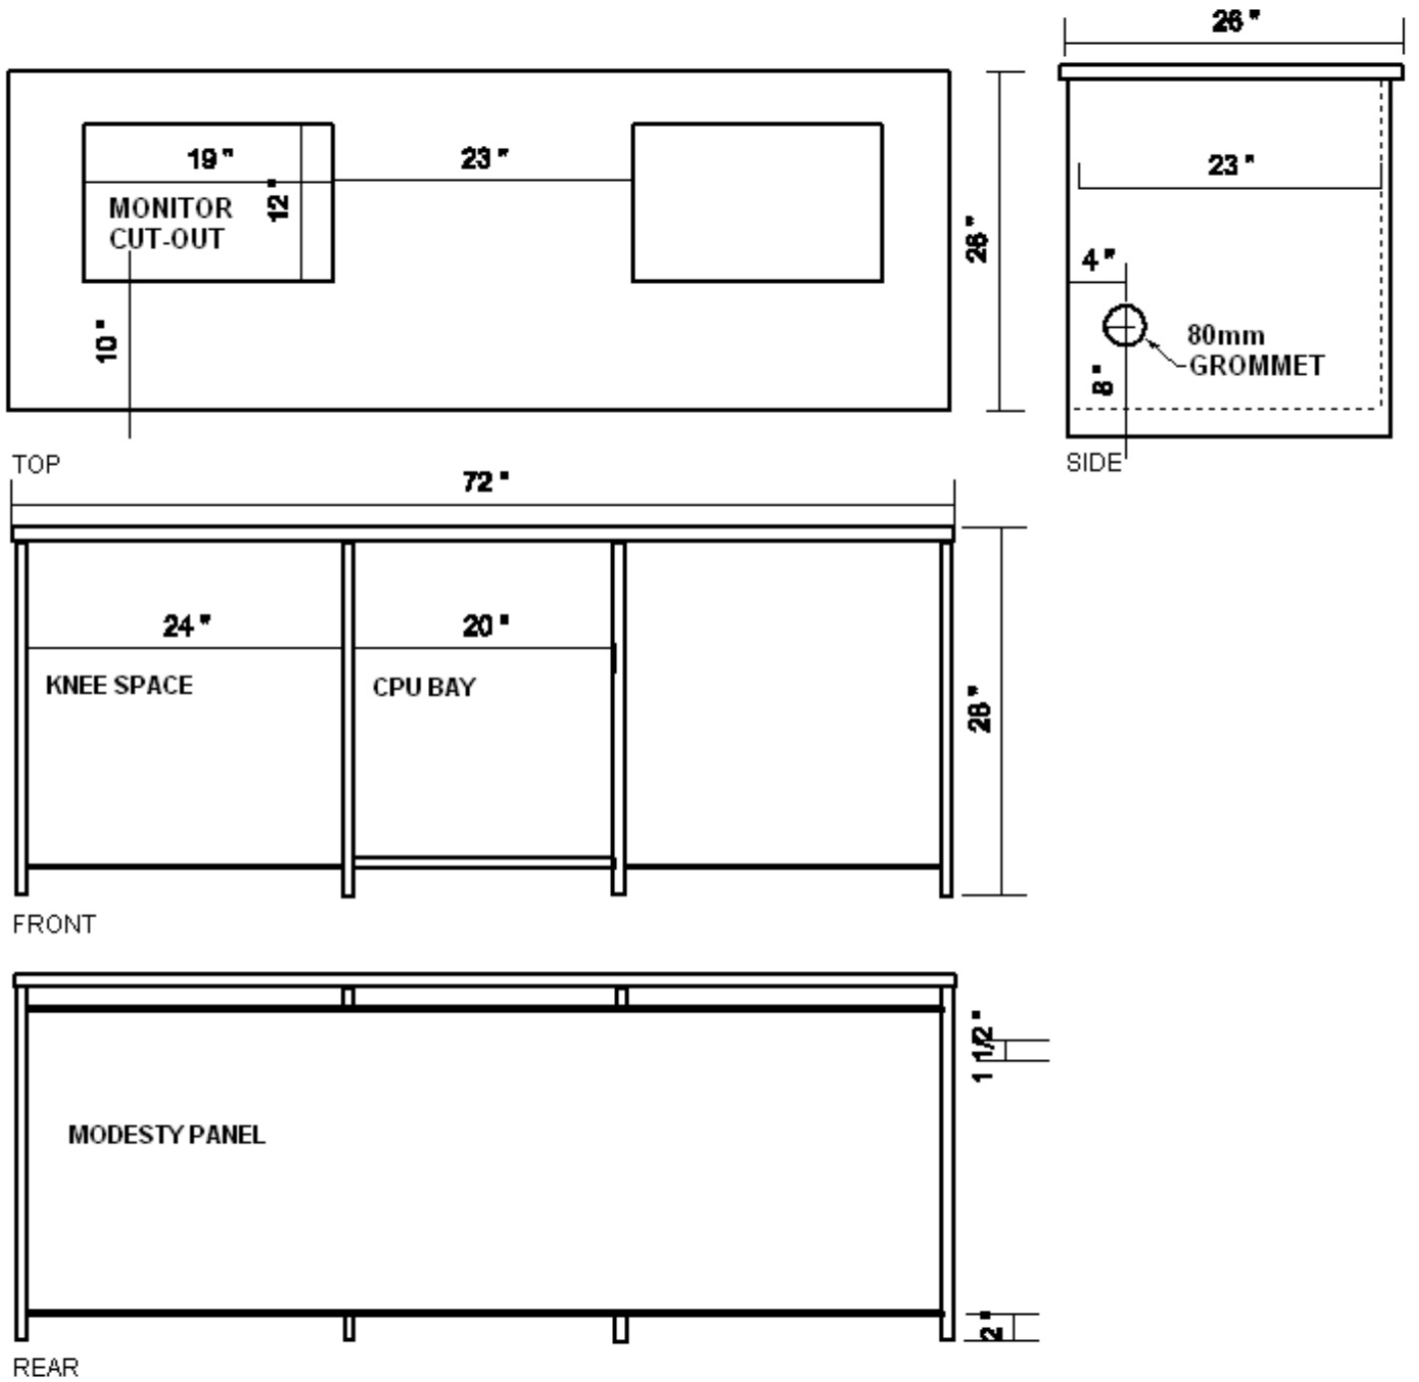 26 "
19 "
23 "
12 "
MONITOR
CUT-OUT
10 "
26 "
23 "
4 "
80mm
GROMMET
8 "
TOP
SIDE
72 "
24 "
20 "
KNEE SPACE
CPU BAY
28 "
FRONT
1 1/2 "
MODESTY PANEL
2 "
REAR